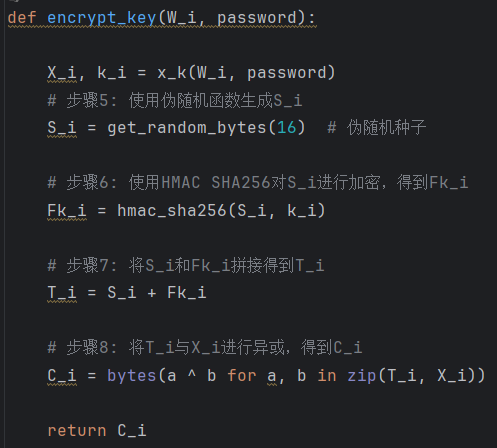 def encrypt_key(W_i, password):
X_i, k_i = x_k(W_i, password)
# 步骤5: 使用伪随机函数生成S_i
S_i = get_random_bytes(16)  # 伪随机种子
# 步骤6: 使用HMAC SHA256对S_i进行加密，得到Fk_i
Fk_i = hmac_sha256(S_i, k_i)
# 步骤7: 将S_i和Fk_i拼接得到T_i
T_i = S_i + Fk_i
# 步骤8: 将T_i与X_i进行异或，得到C_i
C_i = bytes(a ^ b for a, b in zip(T_i, X_i))
return C_i